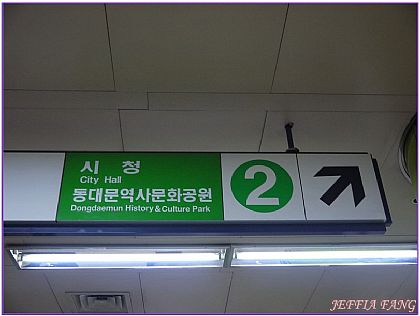 시 청
City Hall
동대문역사문화공원
Dongdaemun History & Culture Park
2
JEFFIA FANG